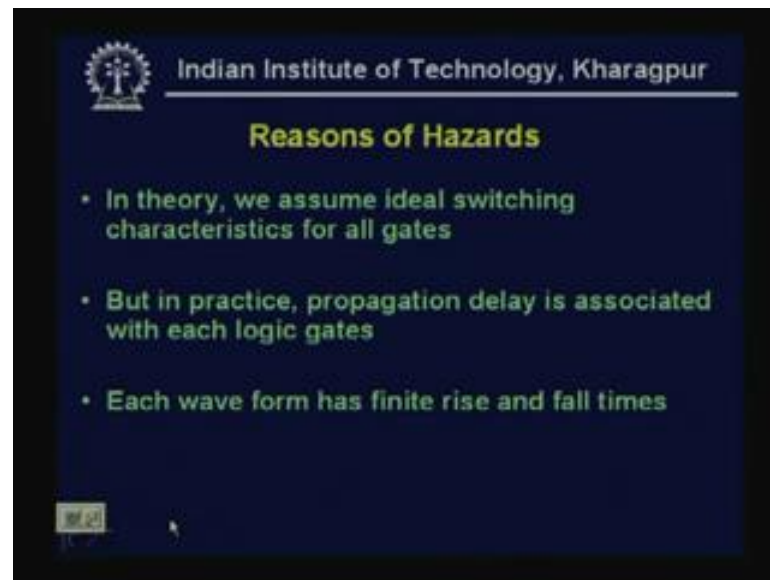 Indian Institute of Technology, Kharagpur
Reasons of Hazards
• In theory, we assume ideal switching
characteristics for all gates
• But in practice, propagation delay is associated
with each logic gates
• Each wave form has finite rise and fall times